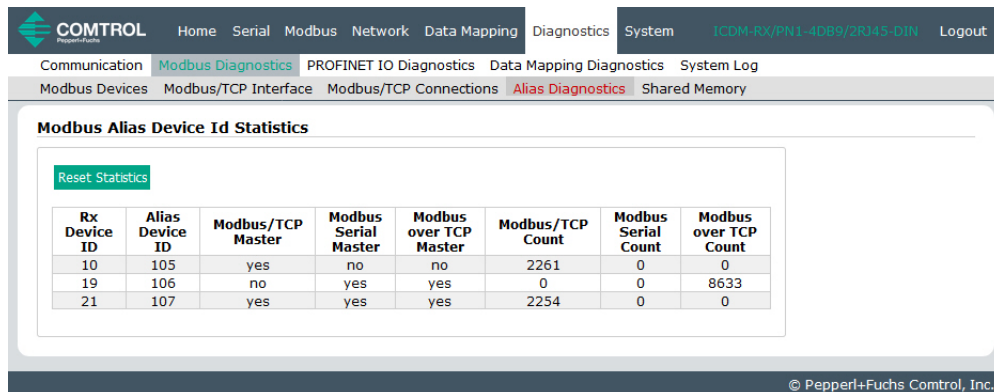 COMTROL
Pepperl+Fuchs
Home Serial Modbus Network Data Mapping Diagnostics System ICDM-RX/PN1-4DB9/2RJ45-DIN Logout
Communication Modbus Diagnostics PROFINET IO Diagnostics Data Mapping Diagnostics System Log
Modbus Devices Modbus/TCP Interface Modbus/TCP Connections Alias Diagnostics Shared Memory
Modbus Alias Device Id Statistics
Reset Statistics
Rx Device ID Alias Device ID Modbus/TCP Master Modbus Serial Master Modbus over TCP Master Modbus/TCP Count Modbus Serial Count Modbus over TCP Count
10 105 yes no no 2261 0 0
19 106 no yes yes 0 0 8633
21 107 yes yes yes 2254 0 0
© Pepperl+Fuchs Comtrol, Inc.